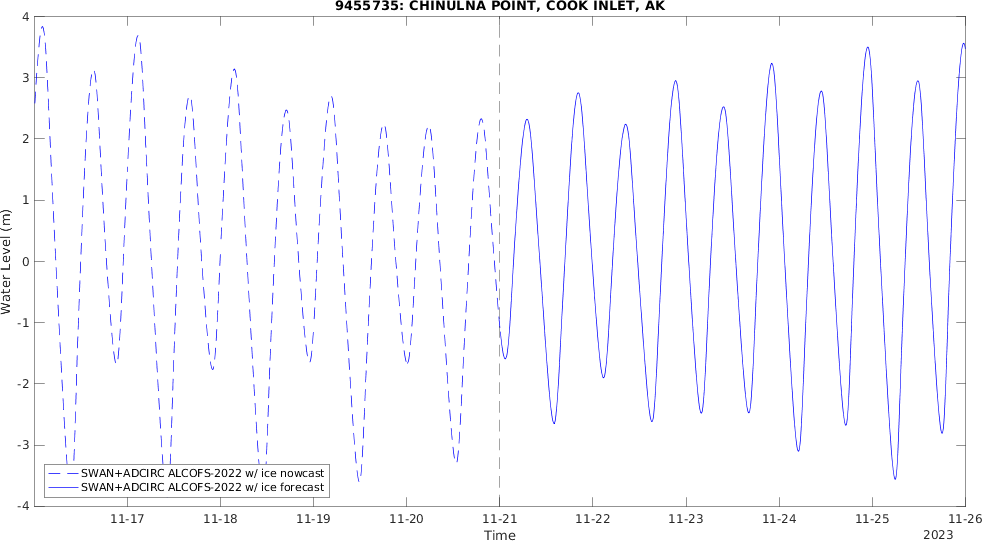 9455735: CHINULNA POINT, COOK INLET, AK
4
3
2
1
0
-1
-2
-3
-4
Water Level (m)
SWAN+ADCIRC ALCOFS-2022 w/ ice nowcast
SWAN+ADCIRC ALCOFS-2022 w/ ice forecast
11-17 11-18 11-19 11-20 11-21 11-22 11-23 11-24 11-25 11-26
Time
2023